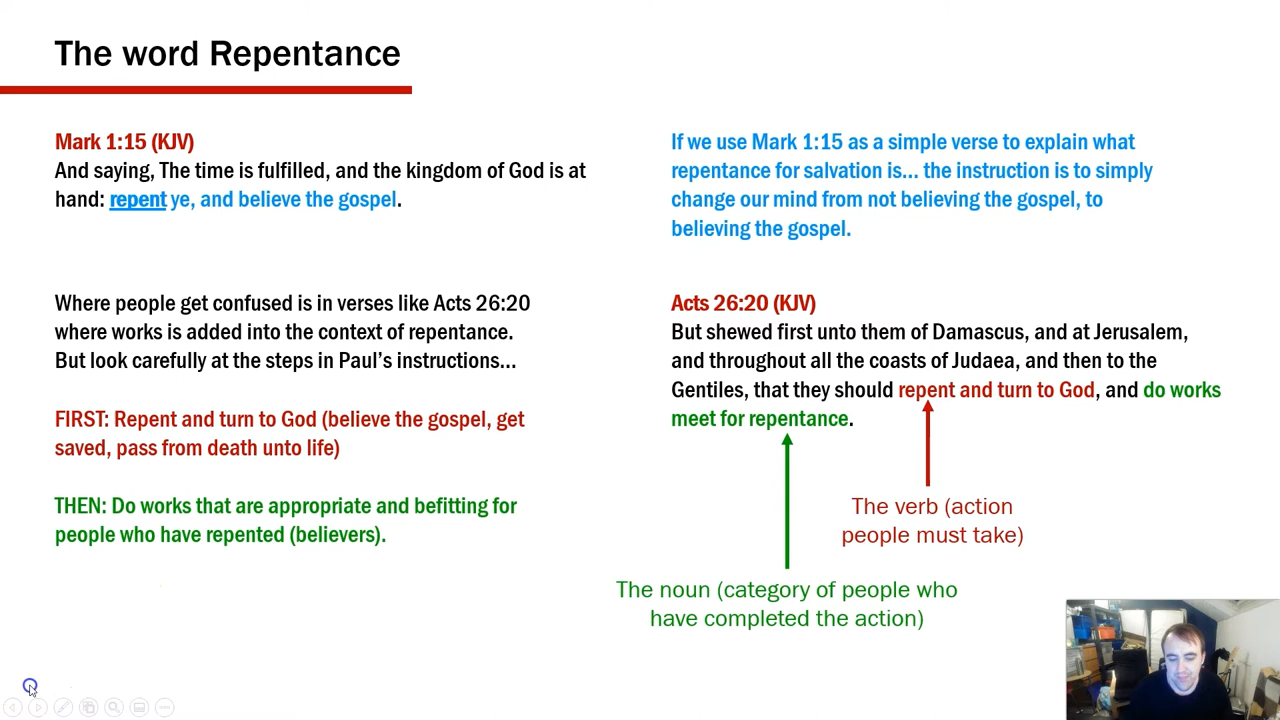 The word Repentance
Mark 1:15 (KJV)
And saying, The time is fulfilled, and the kingdom of God is at
hand: repent ye, and believe the gospel.
If we use Mark 1:15 as a simple verse to explain what
repentance for salvation is... the instruction is to simply
change our mind from not believing the gospel, to
believing the gospel.
Where people get confused is in verses like Acts 26:20
where works is added into the context of repentance.
But look carefully at the steps in Paul's instructions...
FIRST: Repent and turn to God (believe the gospel, get
saved, pass from death unto life)
THEN: Do works that are appropriate and befitting for
people who have repented (believers).
Acts 26:20 (KJV)
But shewed first unto them of Damascus, and at Jerusalem,
and throughout all the coasts of Judaea, and then to the
Gentiles, that they should repent and turn to God, and do works
meet for repentance.
The verb (action
people must take)
The noun (category of people who
have completed the action)